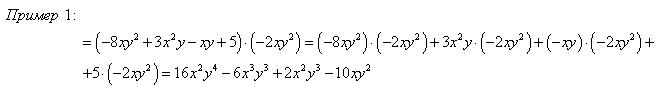 Пример 1:
=(−8xy²+3x²y−xy+5)·(−2xy²)=(−8xy²)·(−2xy²)+3x²y·(−2xy²)+(−xy)·(−2xy²)+
+5·(−2xy²)=16x²y⁴−6x³y³+2x²y³−10xy²